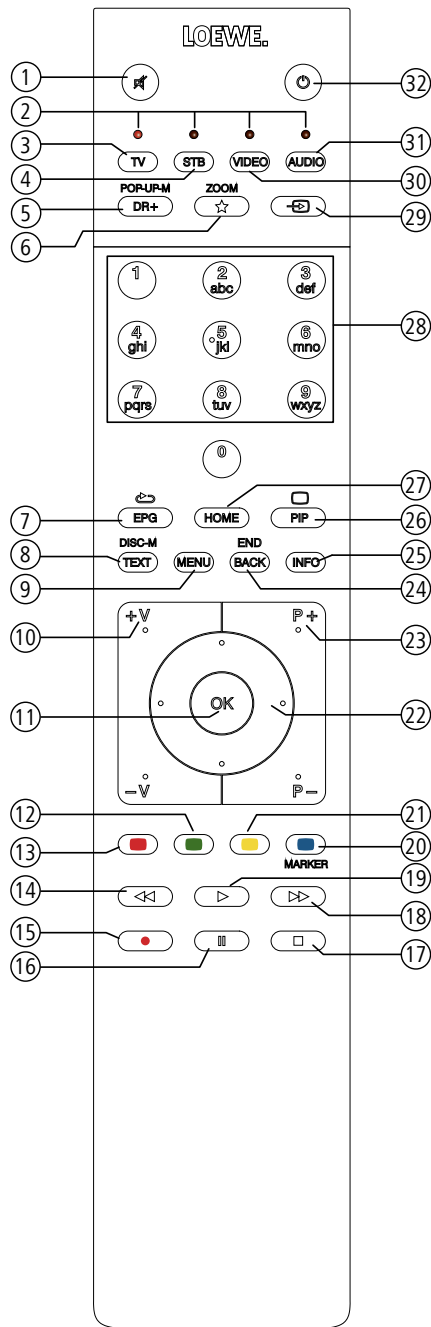 LOEWE.
1
32
2
3
TV
STB
VIDEO
AUDIO
31
4
30
POP-UP-M
ZOOM
5
DR+
29
6
1
2
abc
3
def
28
4
ghi
5
jkl
6
mno
7
pqrs
8
tuv
9
wxyz
0
27
7
EPG
HOME
PIP
26
DISC-M
END
8
TEXT
MENU
BACK
INFO
25
9
24
+V
P+
10
23
11
OK
22
-V
P-
12
21
13
20
MARKER
14
19
18
15
16
17